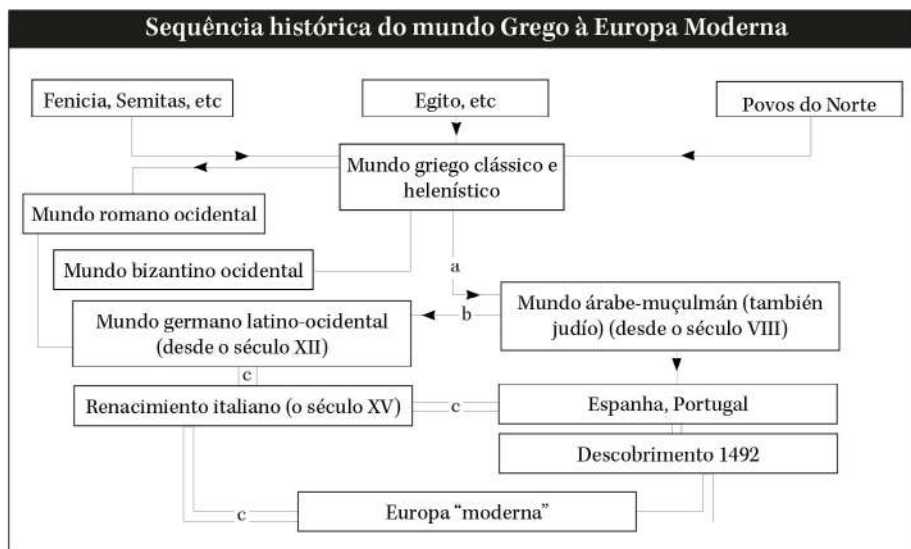 Sequência histórica do mundo Grego à Europa Moderna
Fenicia, Semitas, etc
Egito, etc
Povos do Norte
Mundo griego clássico e
helenístico
Mundo romano ocidental
Mundo bizantino ocidental
a
Mundo árabe-muçulmán (también
judío) (desde o século VIII)
b
Mundo germano latino-ocidental
(desde o século XII)
c
Renacimiento italiano (o século XV)
c
Espanha, Portugal
Descobrimento 1492
c
Europa “moderna”